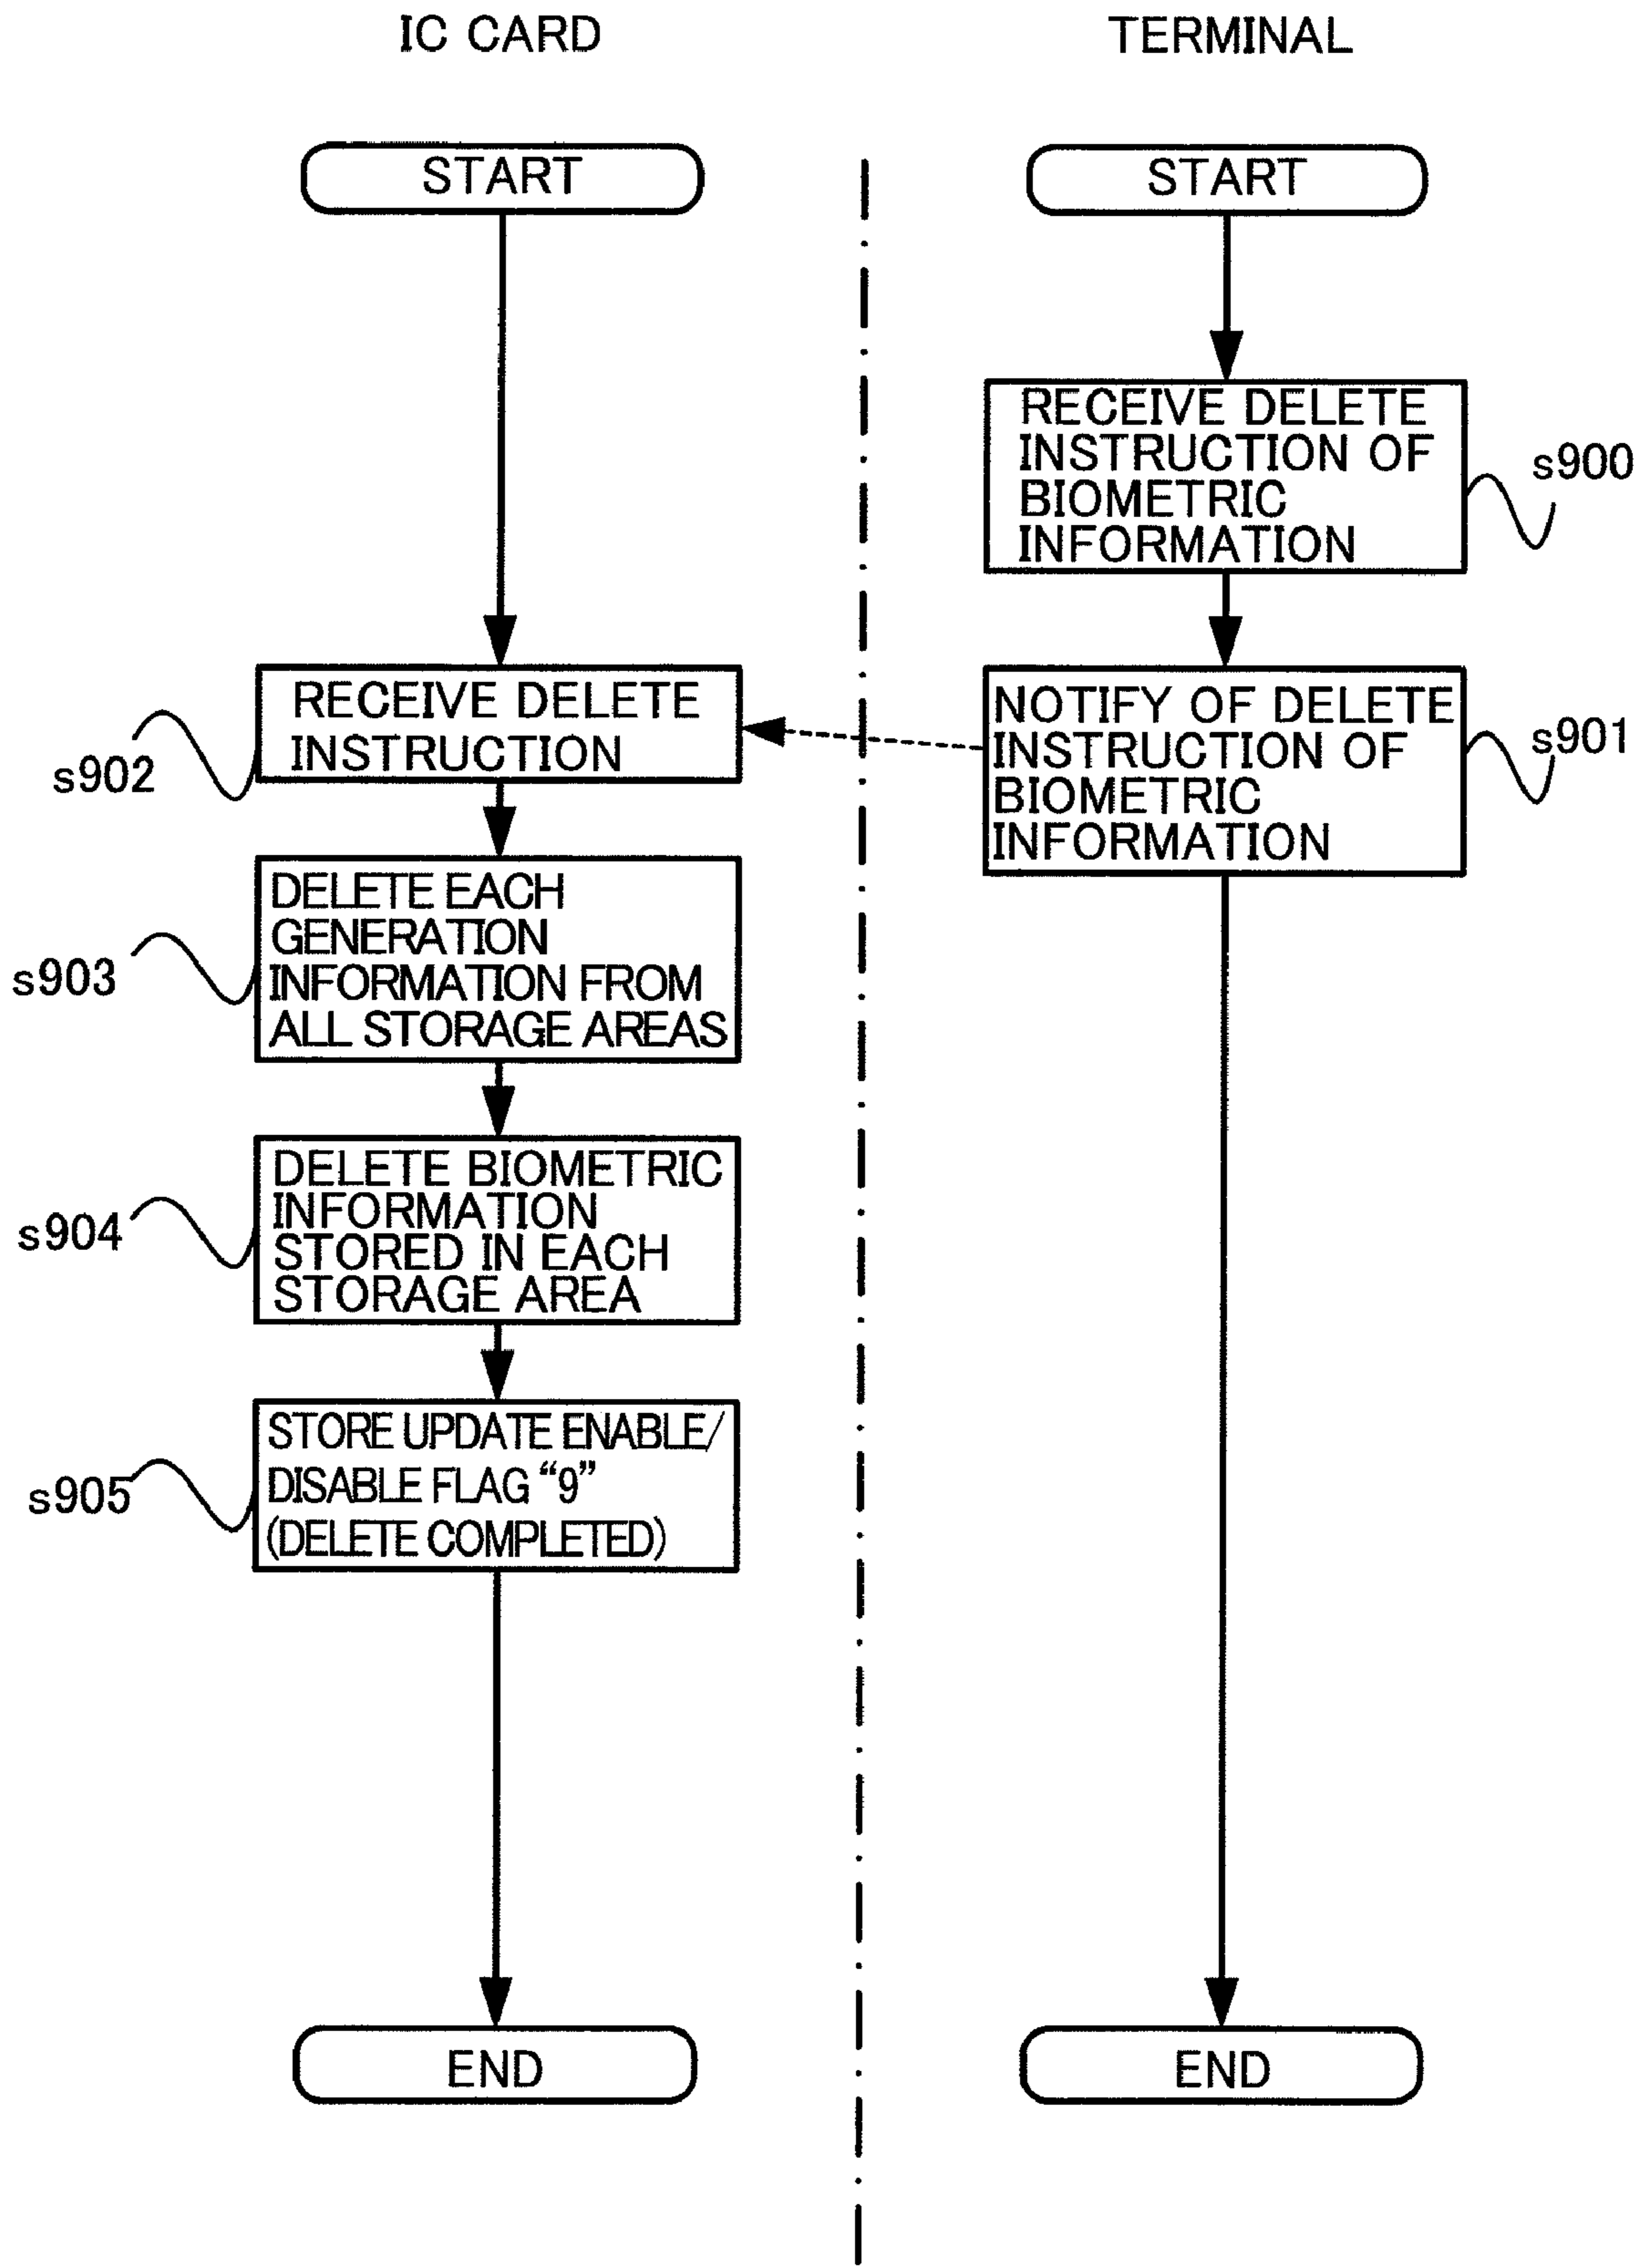 IC CARD
TERMINAL
START
START
RECEIVE DELETE
INSTRUCTION OF
BIOMETRIC
INFORMATION
s900
RECEIVE DELETE
INSTRUCTION
s902
NOTIFY OF DELETE
INSTRUCTION OF
BIOMETRIC
INFORMATION
s901
DELETE EACH
GENERATION
INFORMATION FROM
ALL STORAGE AREAS
s903
DELETE BIOMETRIC
INFORMATION
STORED IN EACH
STORAGE AREA
s904
STORE UPDATE ENABLE/
DISABLE FLAG “9”
(DELETE COMPLETED)
s905
END
END